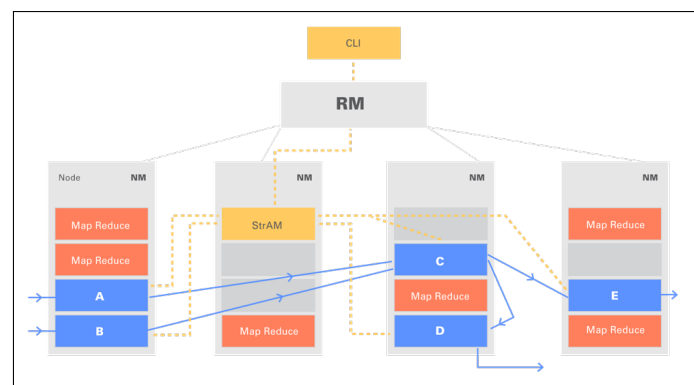 CLI
RM
Node NM
NM
NM
NM
Map Reduce
Map Reduce
A
B
StrAM
Map Reduce
C
Map Reduce
D
Map Reduce
E
Map Reduce